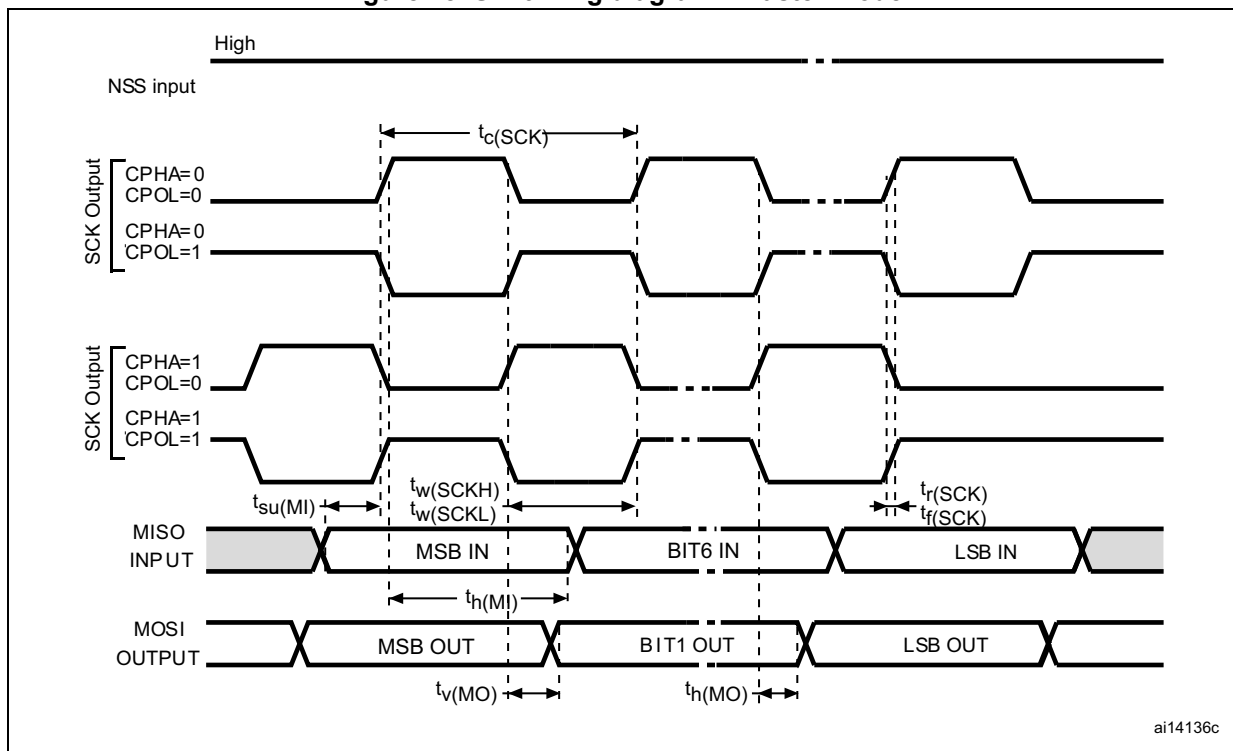 High
NSS input
tc(SCK)
SCK Output
CPHA=0
CPOL=0
CPHA=0
CPOL=1
SCK Output
CPHA=1
CPOL=0
CPHA=1
CPOL=1
tsu(MI)
tw(SCKH)
tw(SCKL)
tr(SCK)
tf(SCK)
MISO
INPUT
MSB IN
BIT6 IN
LSB IN
th(MI)
MOSI
OUTPUT
MSB OUT
BIT1 OUT
LSB OUT
tv(MO)
th(MO)
ai14136c